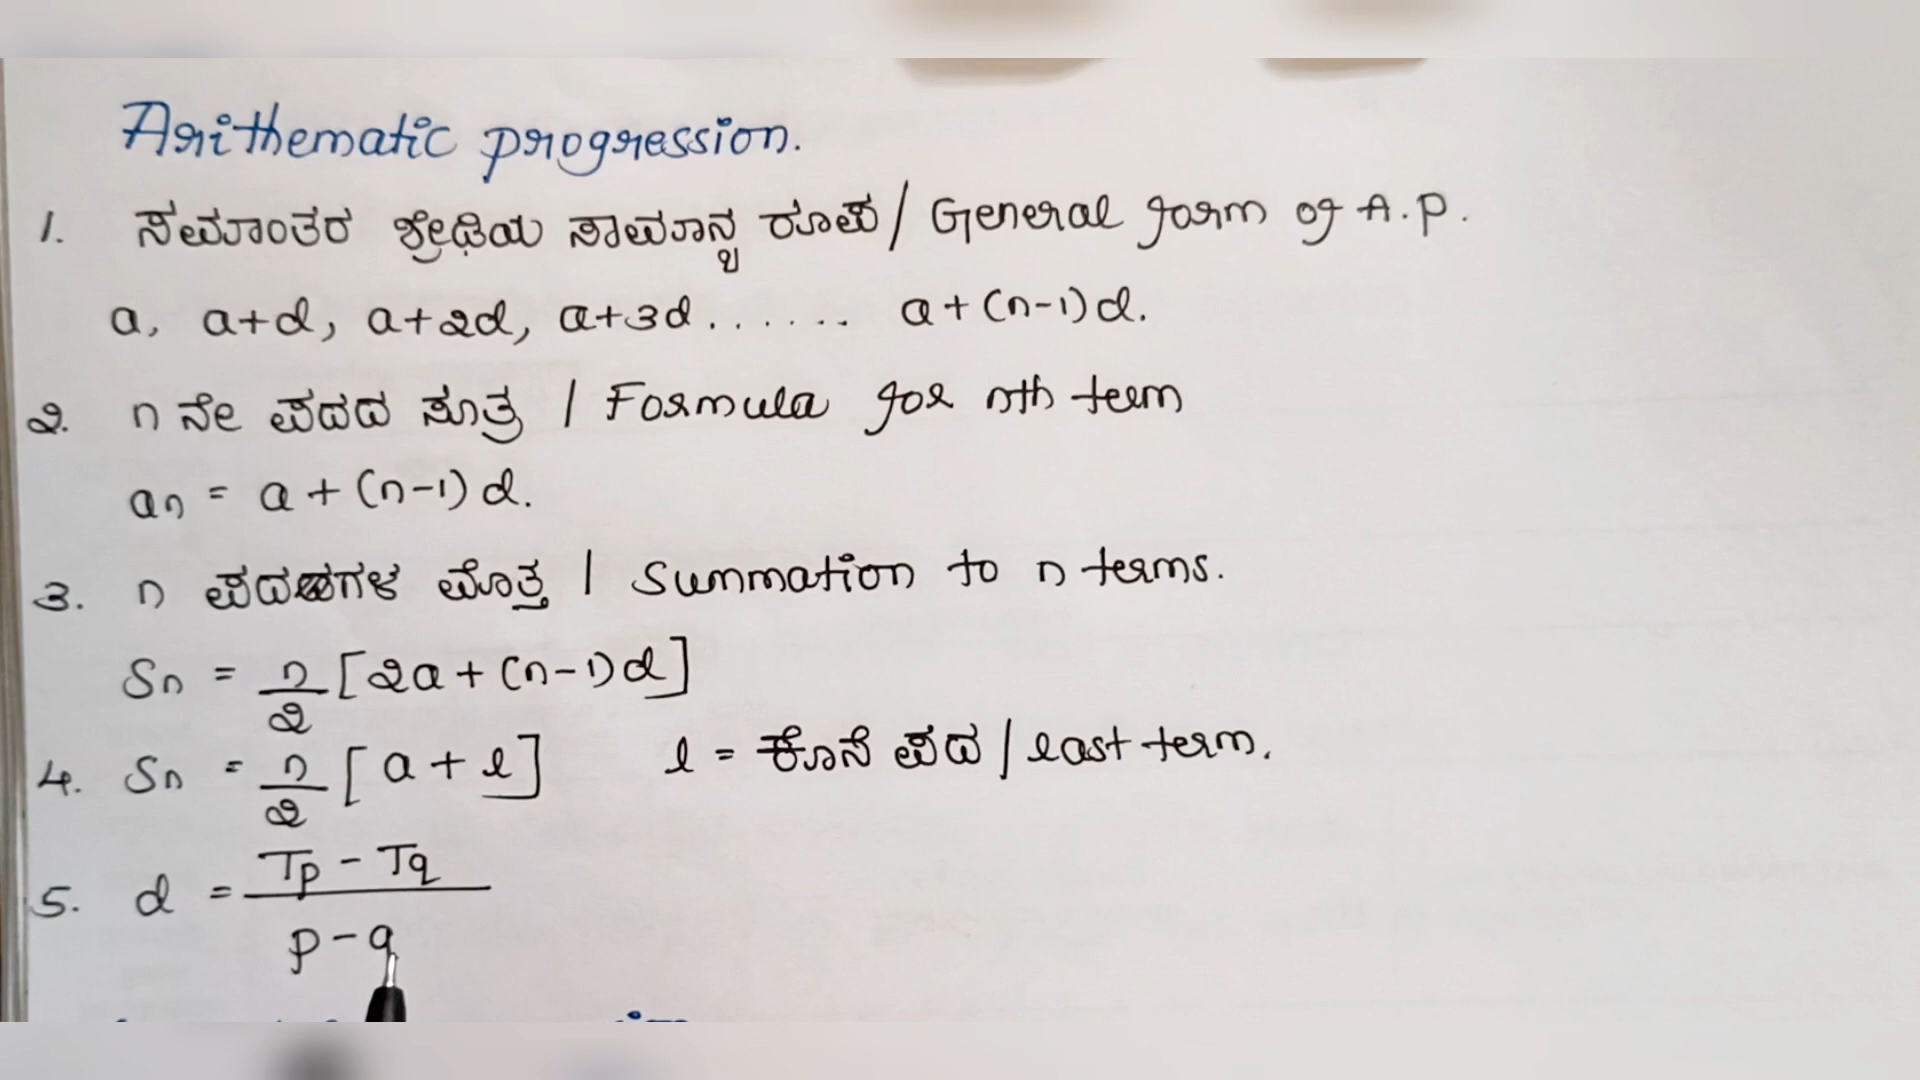 Arithematic progression.
1. ಸಮಾಂತರ ಶ್ರೇಢಿಯ ಸಾಮಾನ್ಯ ರೂಪ / General form of A.P.
a, a+d, a+2d, a+3d...... a+(n-1)d.
2. n ನೇ ಪದದ ಸೂತ್ರ / Formula for nth term
an = a+(n-1)d.
3. n ಪದಗಳ ಮೊತ್ತ / Summation to n terms.
Sn = n/2 [2a+(n-1)d]
4. Sn = n/2 [a+l] l = ಕೊನೆ ಪದ / last term.
5. d = Tp - Tq / p - q